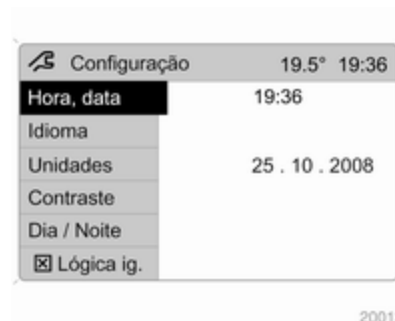 Configuração 19.5° 19:36
Hora, data 19:36
Idioma
Unidades 25 . 10 . 2008
Contraste
Dia / Noite
Lógica ig.
2001